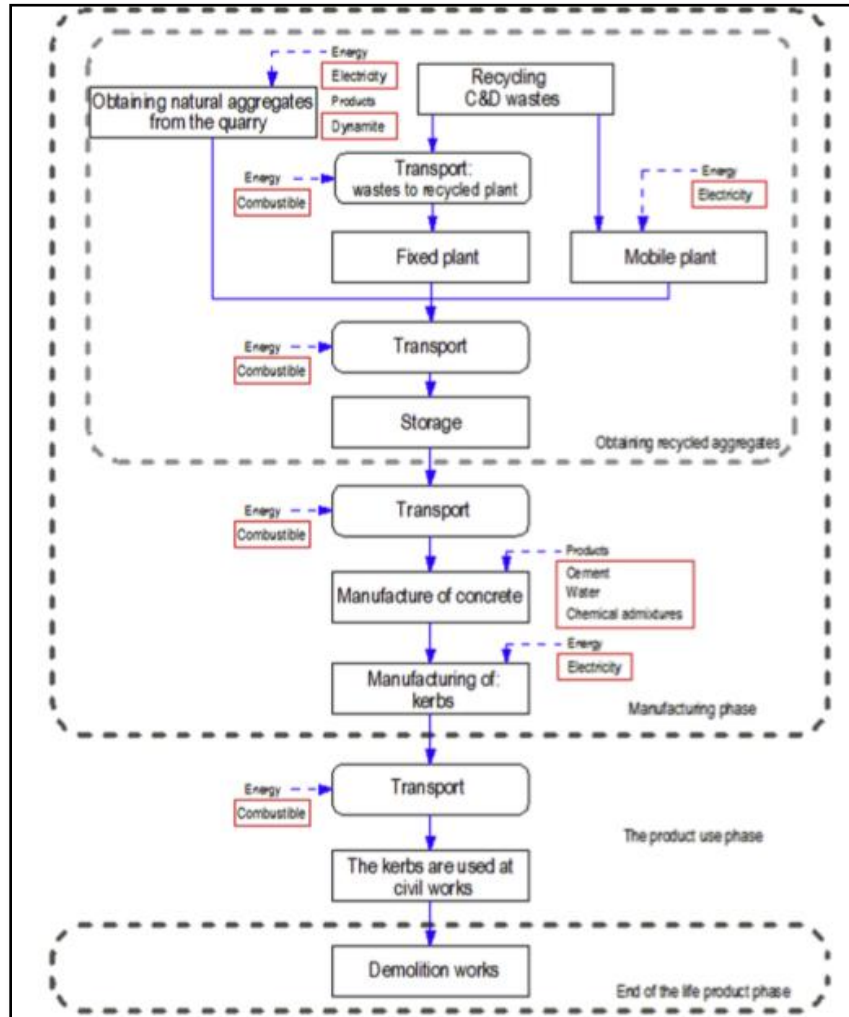 Energy
Electricity
Products
Dynamite
Obtaining natural aggregates
from the quarry
Recycling
C&D wastes
Transport:
wastes to recycled plant
Energy
Combustible
Energy
Electricity
Fixed plant
Mobile plant
Energy
Combustible
Transport
Storage
Obtaining recycled aggregates
Energy
Combustible
Transport
Products
Cement
Water
Chemical admixtures
Manufacture of concrete
Energy
Electricity
Manufacturing of:
kerbs
Manufacturing phase
Energy
Combustible
Transport
The product use phase
The kerbs are used at
civil works
Demolition works
End of the life product phase